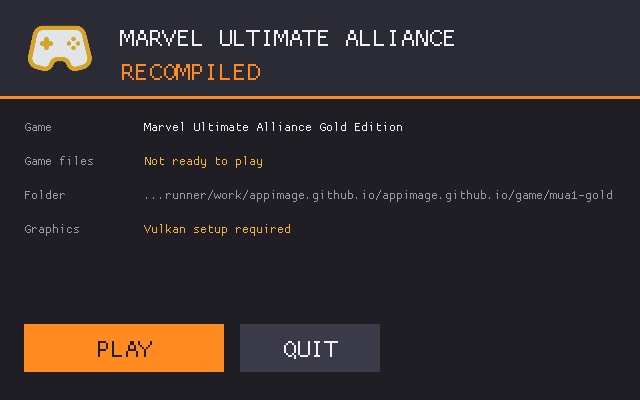 MARVEL ULTIMATE ALLIANCE
RECOMPILED
Game Marvel Ultimate Alliance Gold Edition
Game files Not ready to play
Folder ...runner/work/appimage.github.io/appimage.github.io/game/mua1-gold
Graphics Vulkan setup required
PLAY QUIT